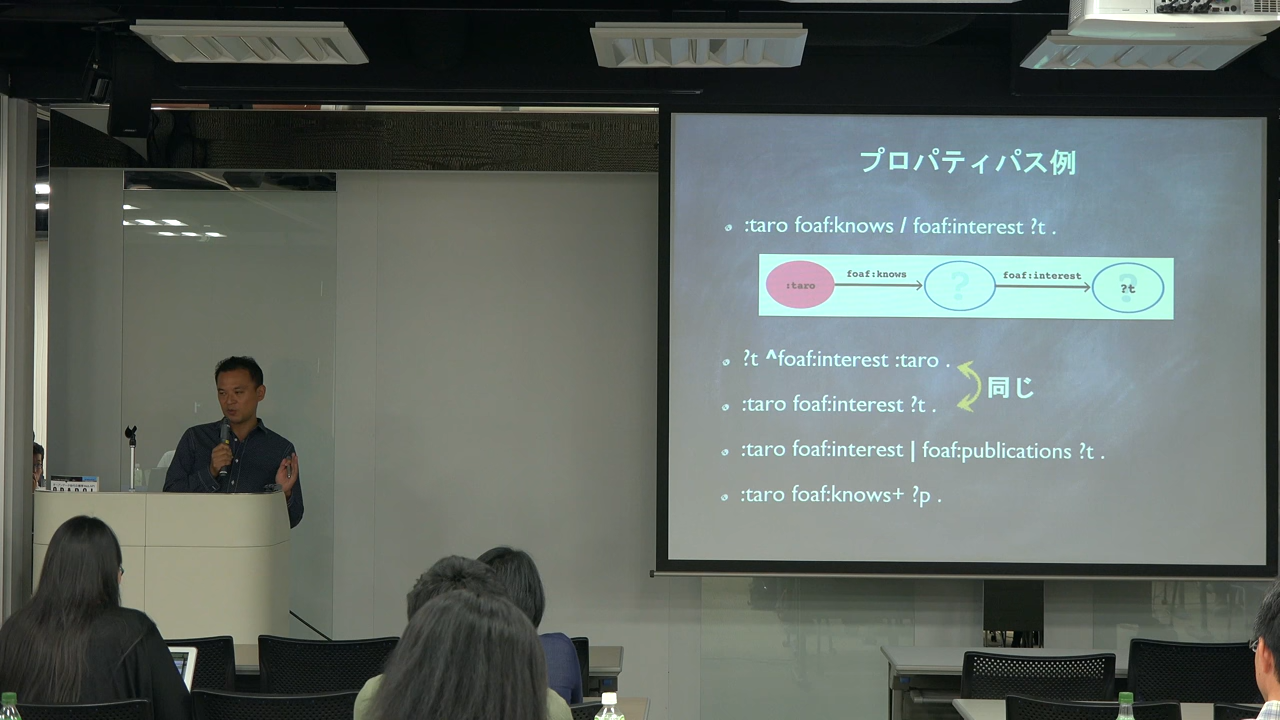 プロパティパス例
:taro foaf:knows / foaf:interest ?t .
:taro foaf:knows ? foaf:interest ?t
?t ^foaf:interest :taro .
同じ
:taro foaf:interest ?t .
:taro foaf:interest | foaf:publications ?t .
:taro foaf:knows+ ?p .